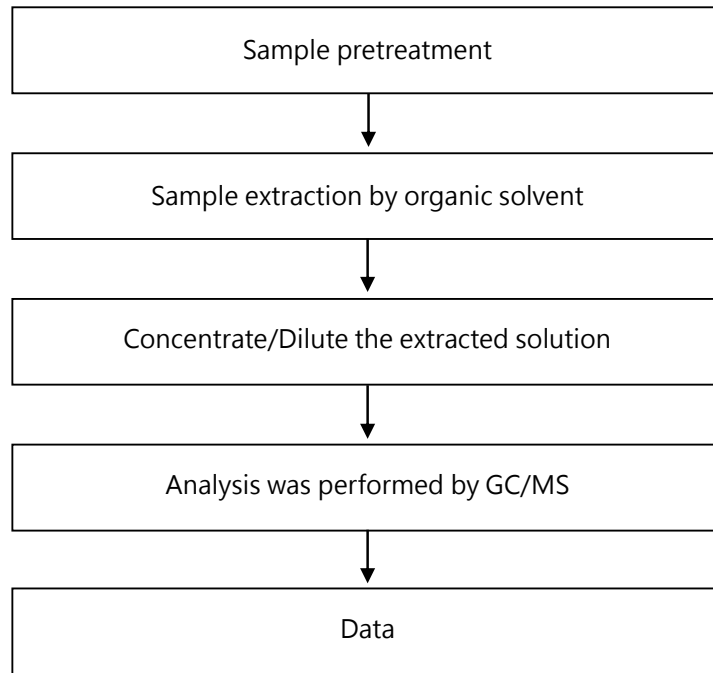 Sample pretreatment
Sample extraction by organic solvent
Concentrate/Dilute the extracted solution
Analysis was performed by GC/MS
Data